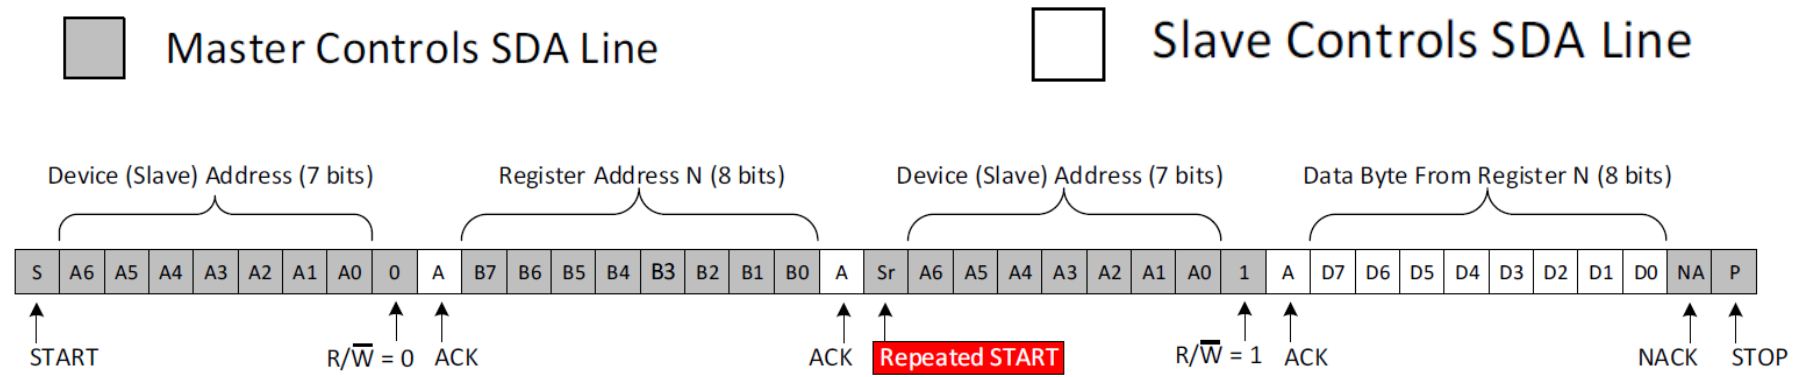 Master Controls SDA Line
Slave Controls SDA Line
Device (Slave) Address (7 bits) Register Address N (8 bits) Device (Slave) Address (7 bits) Data Byte From Register N (8 bits)
S A6 A5 A4 A3 A2 A1 A0 0 A B7 B6 B5 B4 B3 B2 B1 B0 A Sr A6 A5 A4 A3 A2 A1 A0 1 A D7 D6 D5 D4 D3 D2 D1 D0 NA P
START R/W̅ = 0 ACK ACK Repeated START R/W̅ = 1 ACK NACK STOP